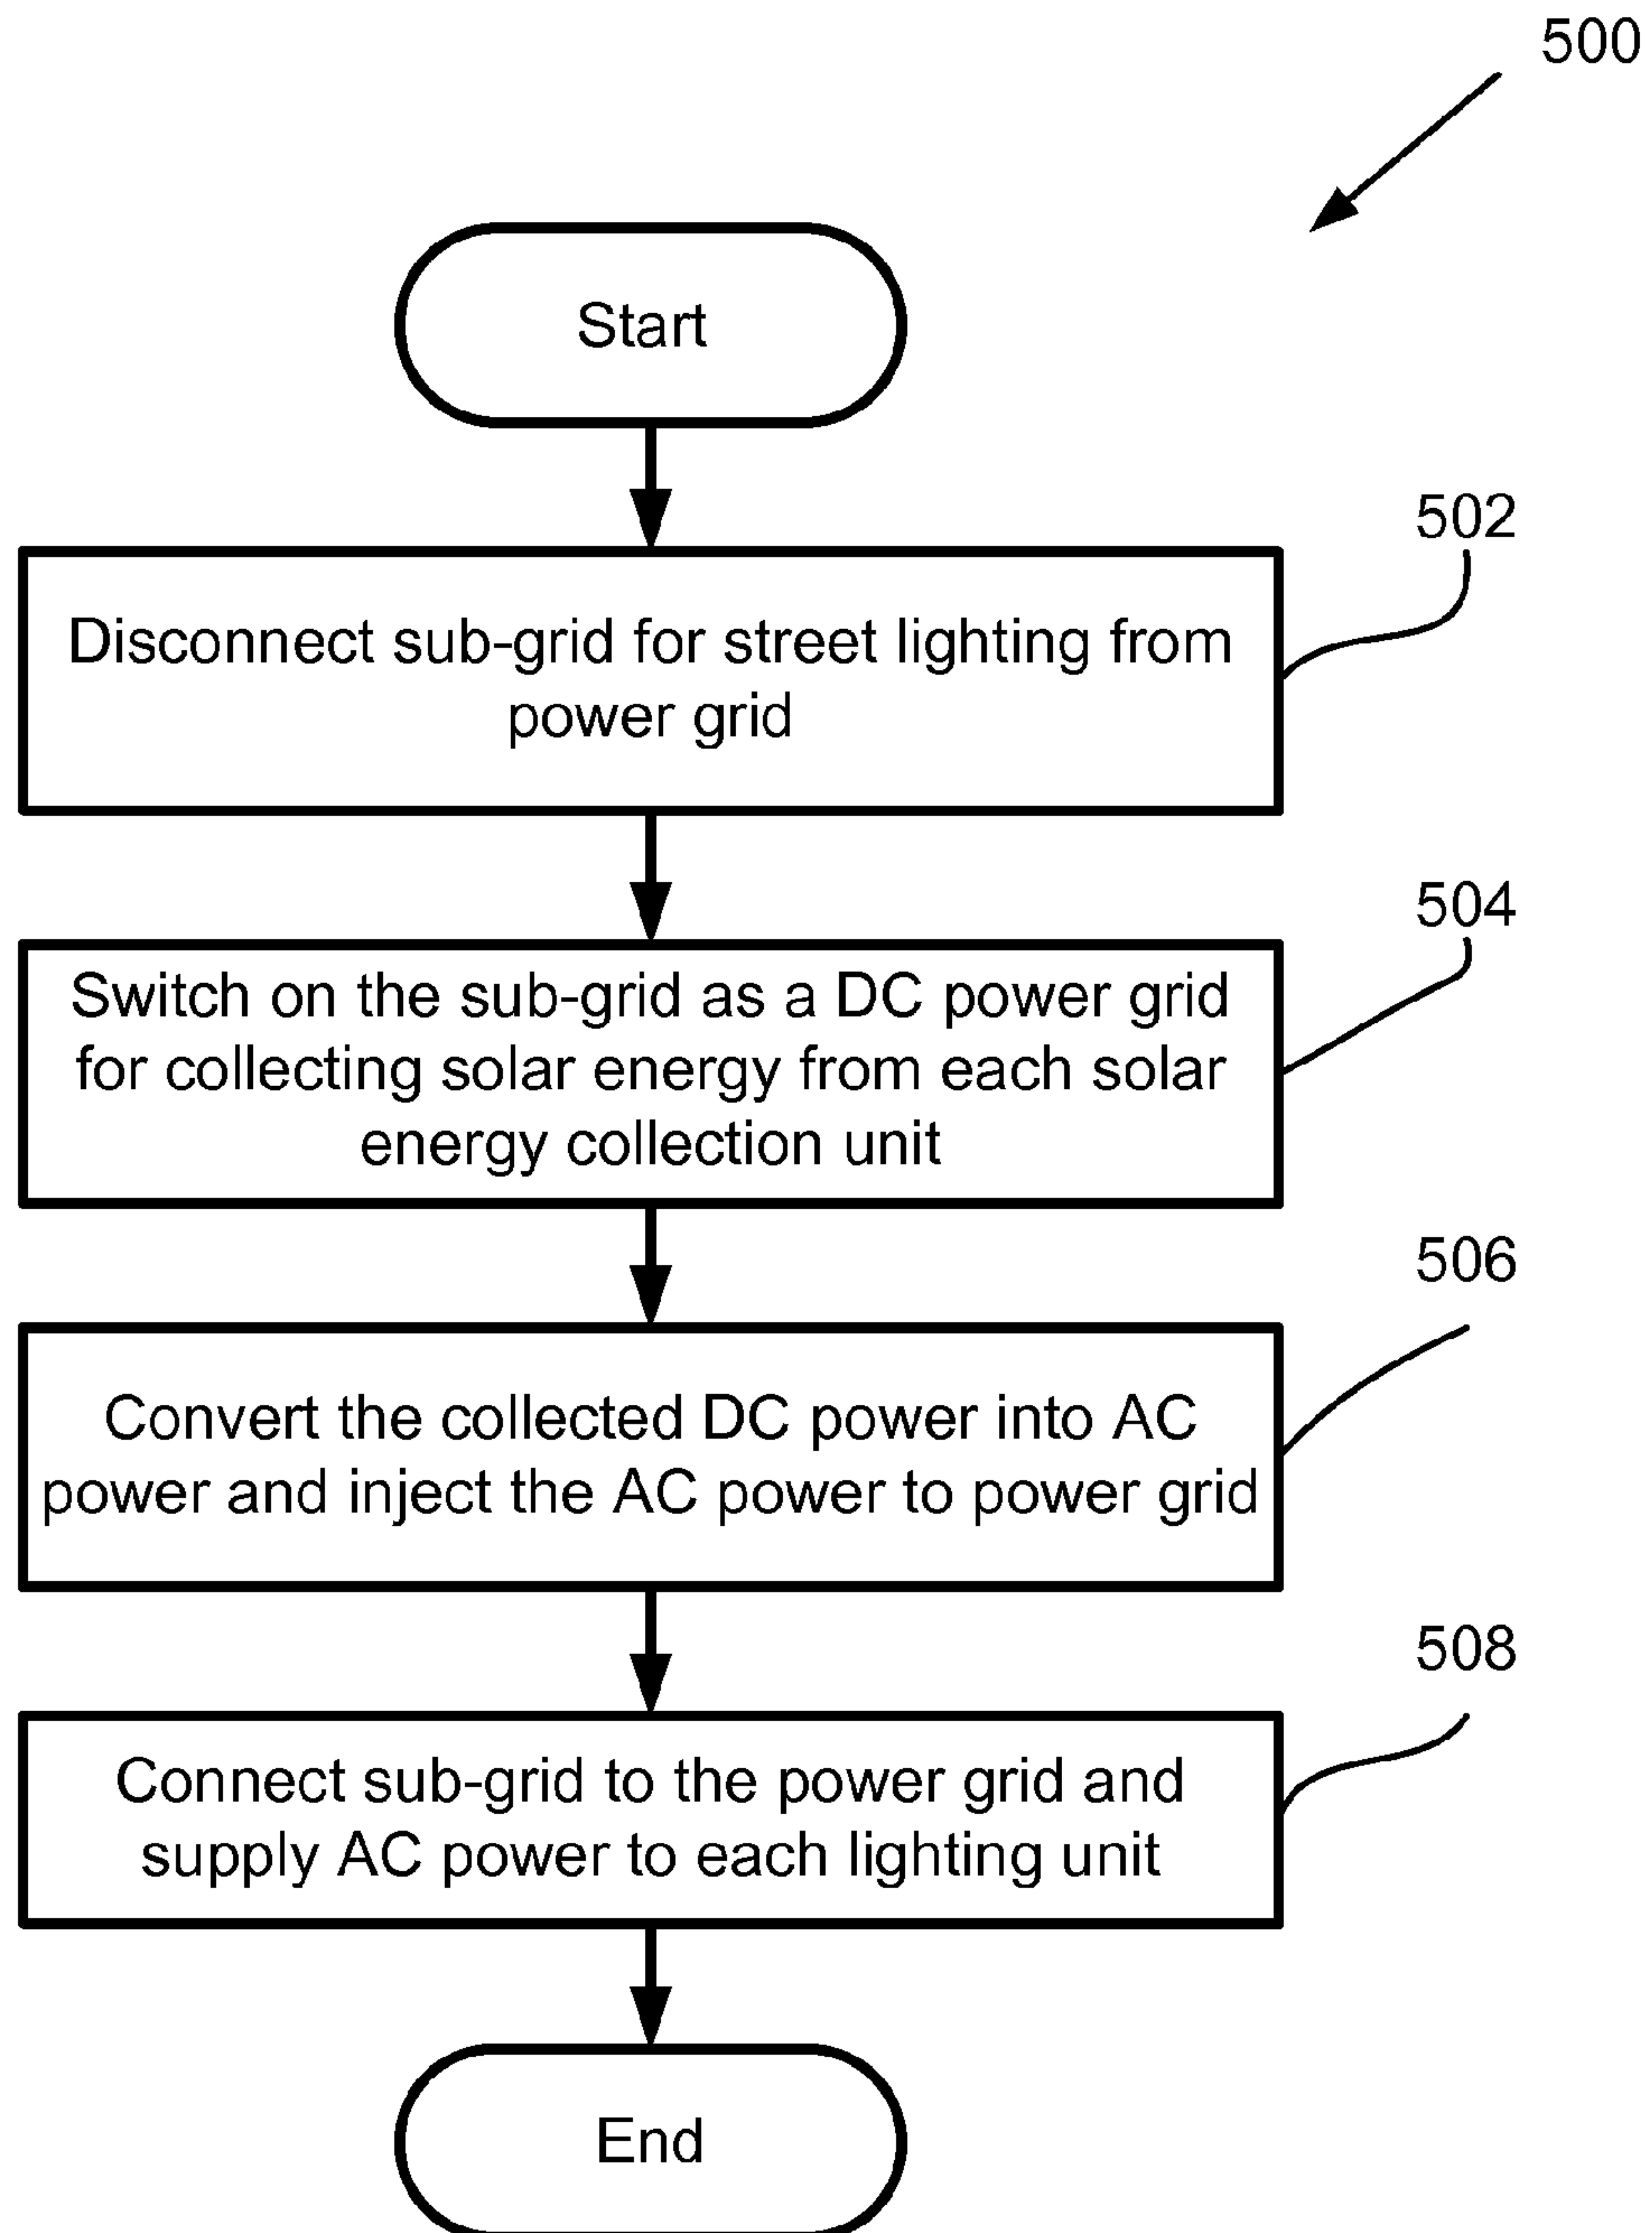 500
Start
502
Disconnect sub-grid for street lighting from
power grid
504
Switch on the sub-grid as a DC power grid
for collecting solar energy from each solar
energy collection unit
506
Convert the collected DC power into AC
power and inject the AC power to power grid
508
Connect sub-grid to the power grid and
supply AC power to each lighting unit
End